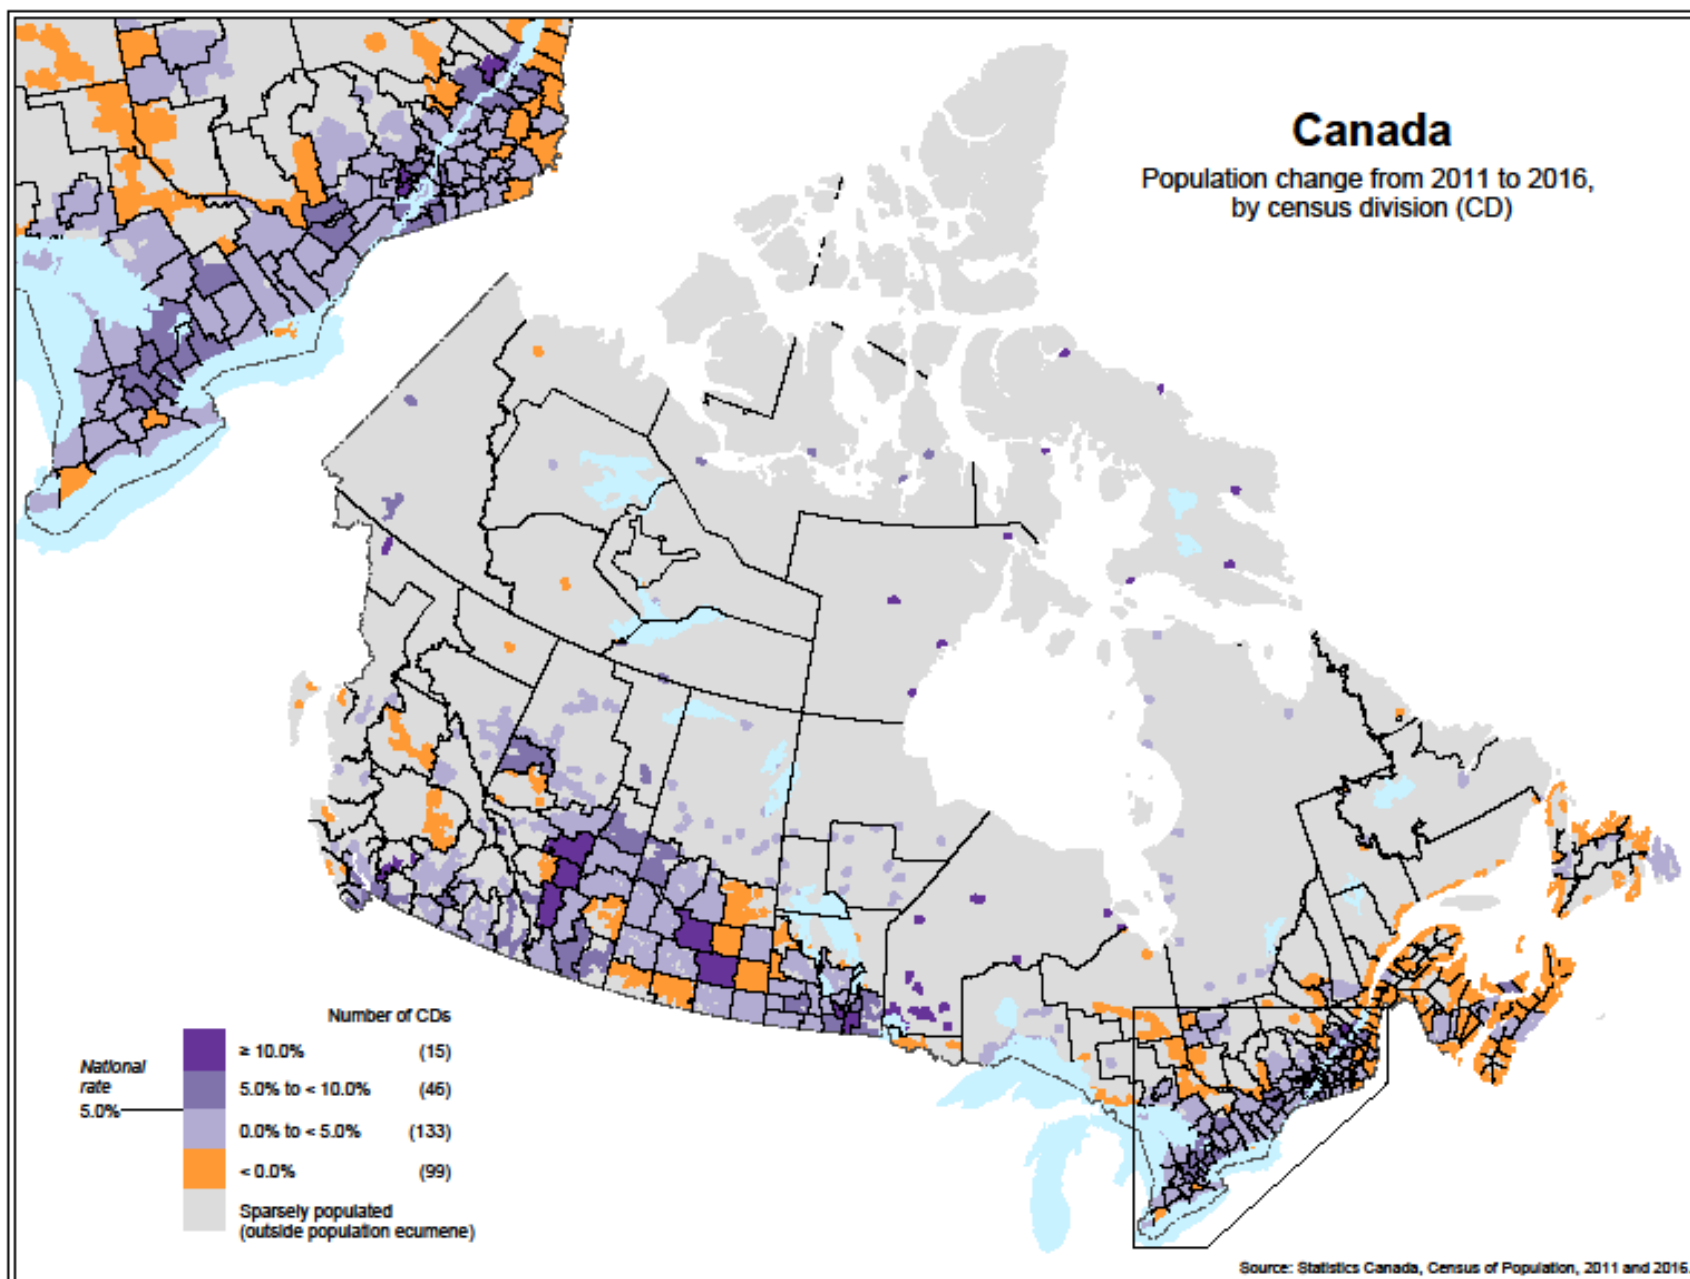 Canada
Population change from 2011 to 2016,
by census division (CD)
Number of CDs
National
rate
5.0%
≥ 10.0% (15)
5.0% to < 10.0% (46)
0.0% to < 5.0% (133)
< 0.0% (99)
Sparsely populated
(outside population ecumene)
Source: Statistics Canada, Census of Population, 2011 and 2016.